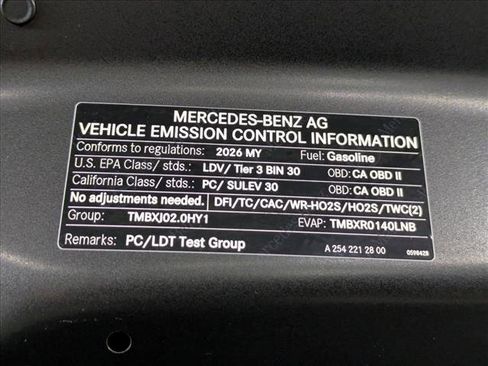 MERCEDES-BENZ AG
VEHICLE EMISSION CONTROL INFORMATION
Conforms to regulations: 2026 MY Fuel: Gasoline
U.S. EPA Class/ stds.: LDV/ Tier 3 BIN 30 OBD: CA OBD II
California Class/ stds.: PC/ SULEV 30 OBD: CA OBD II
No adjustments needed. DFI/TC/CAC/WR-HO2S/HO2S/TWC(2)
Group: TMBXJ02.0HY1 EVAP: TMBXR0140LNB
Remarks: PC/LDT Test Group
A 254 221 28 00